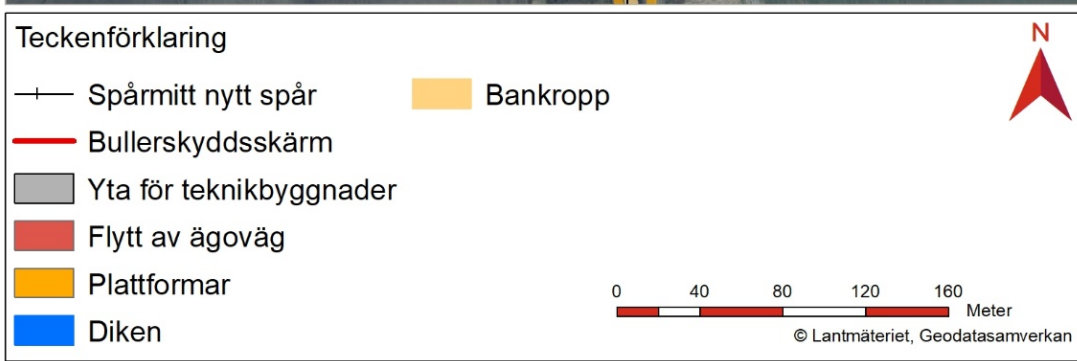 Teckenförklaring
N
Spårmitt nytt spår
Bankropp
Bullerskyddsskärm
Yta för teknikbyggnader
Flytt av ägoväg
Plattformar
Diken
0 40 80 120 160
Meter
© Lantmäteriet, Geodatasamverkan